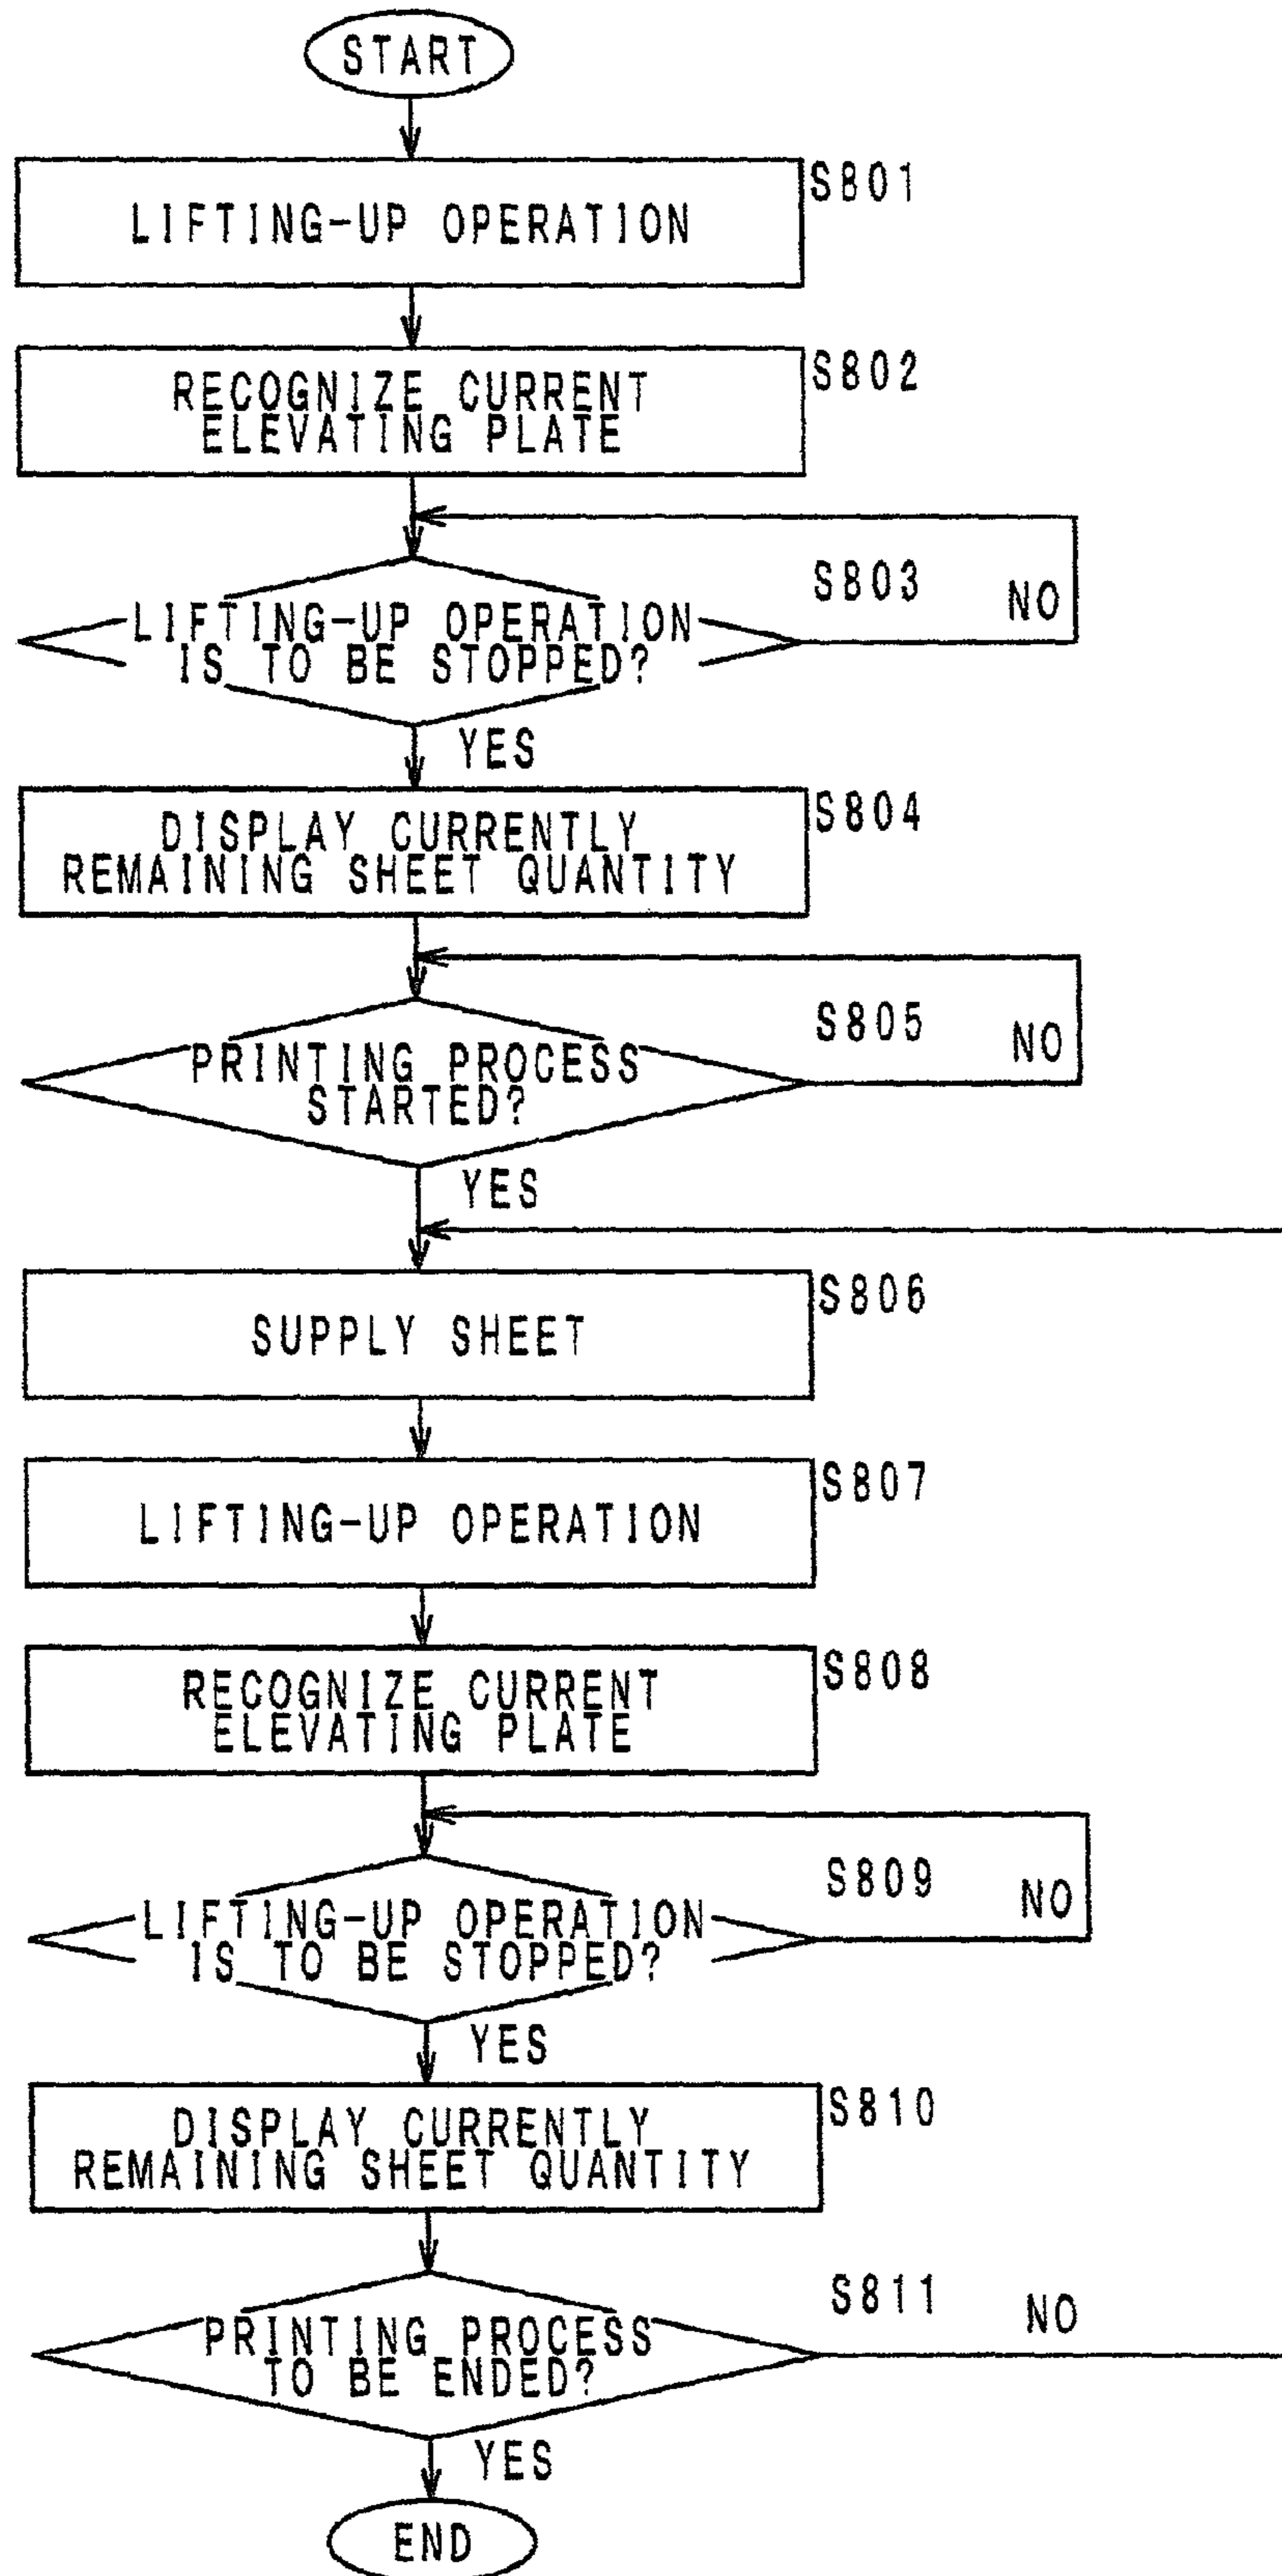 START
S801
LIFTING-UP OPERATION
S802
RECOGNIZE CURRENT
ELEVATING PLATE
S803
NO
LIFTING-UP OPERATION
IS TO BE STOPPED?
YES
S804
DISPLAY CURRENTLY
REMAINING SHEET QUANTITY
S805
NO
PRINTING PROCESS
STARTED?
YES
S806
SUPPLY SHEET
S807
LIFTING-UP OPERATION
S808
RECOGNIZE CURRENT
ELEVATING PLATE
S809
NO
LIFTING-UP OPERATION
IS TO BE STOPPED?
YES
S810
DISPLAY CURRENTLY
REMAINING SHEET QUANTITY
S811
NO
PRINTING PROCESS
TO BE ENDED?
YES
END